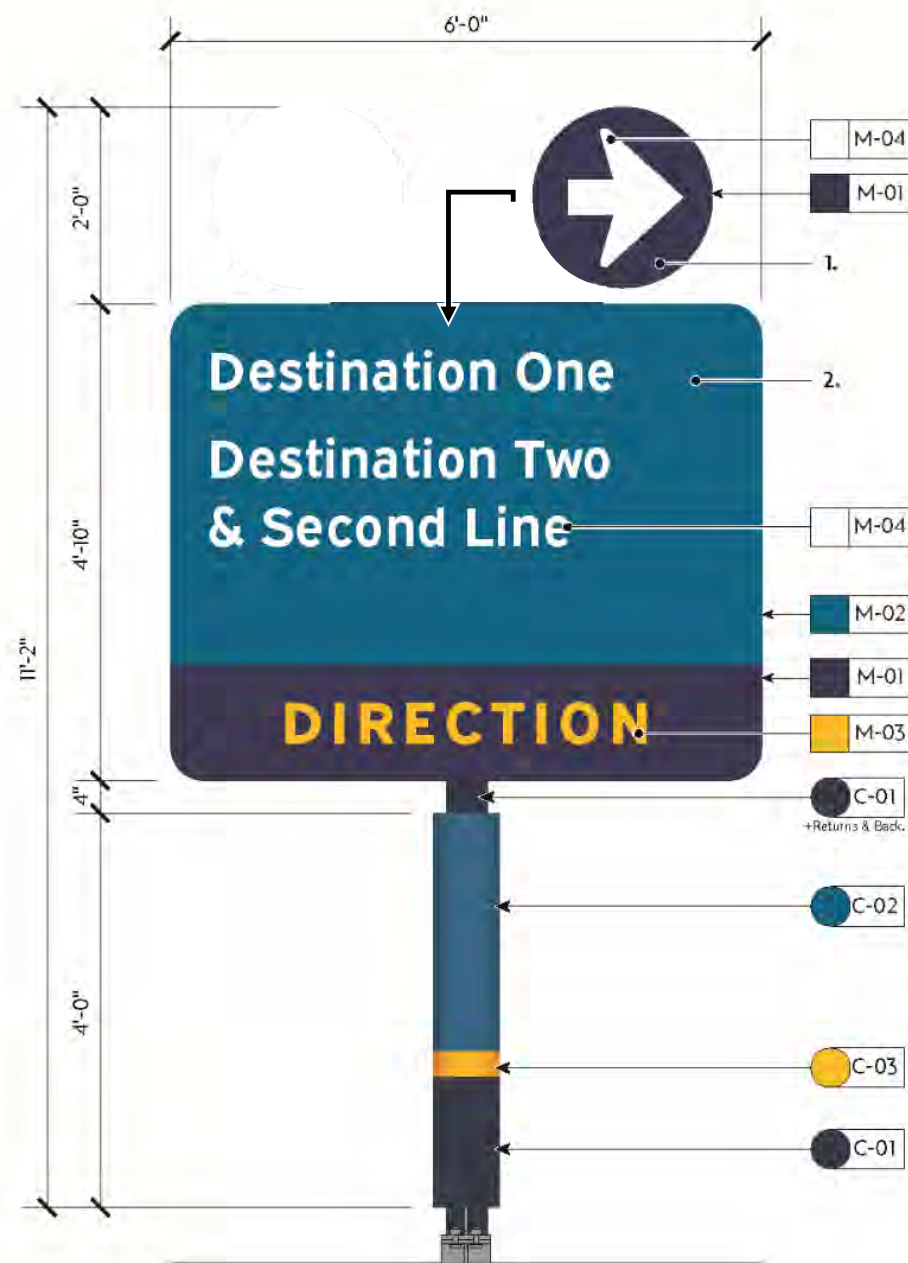 6'-0"
M-04
M-01
2'-0"
1.
Destination One
2.
Destination Two
& Second Line
M-04
4'-10"
M-02
11'-2"
M-01
DIRECTION
M-03
4"
C-01
+Returns & Back.
C-02
4'-0"
C-03
C-01